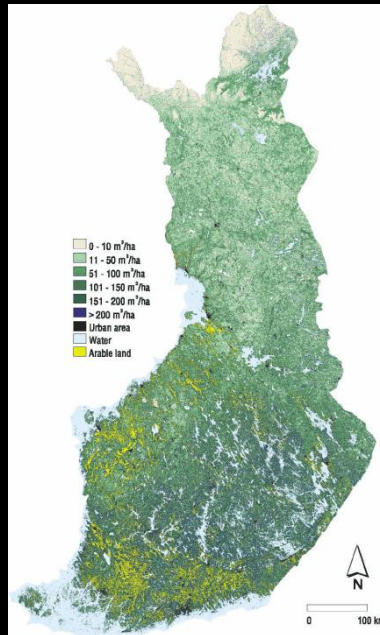 0 - 10 m³/ha
11 - 50 m³/ha
51 - 100 m³/ha
101 - 150 m³/ha
151 - 200 m³/ha
> 200 m³/ha
Urban area
Water
Arable land
N
0 100 km